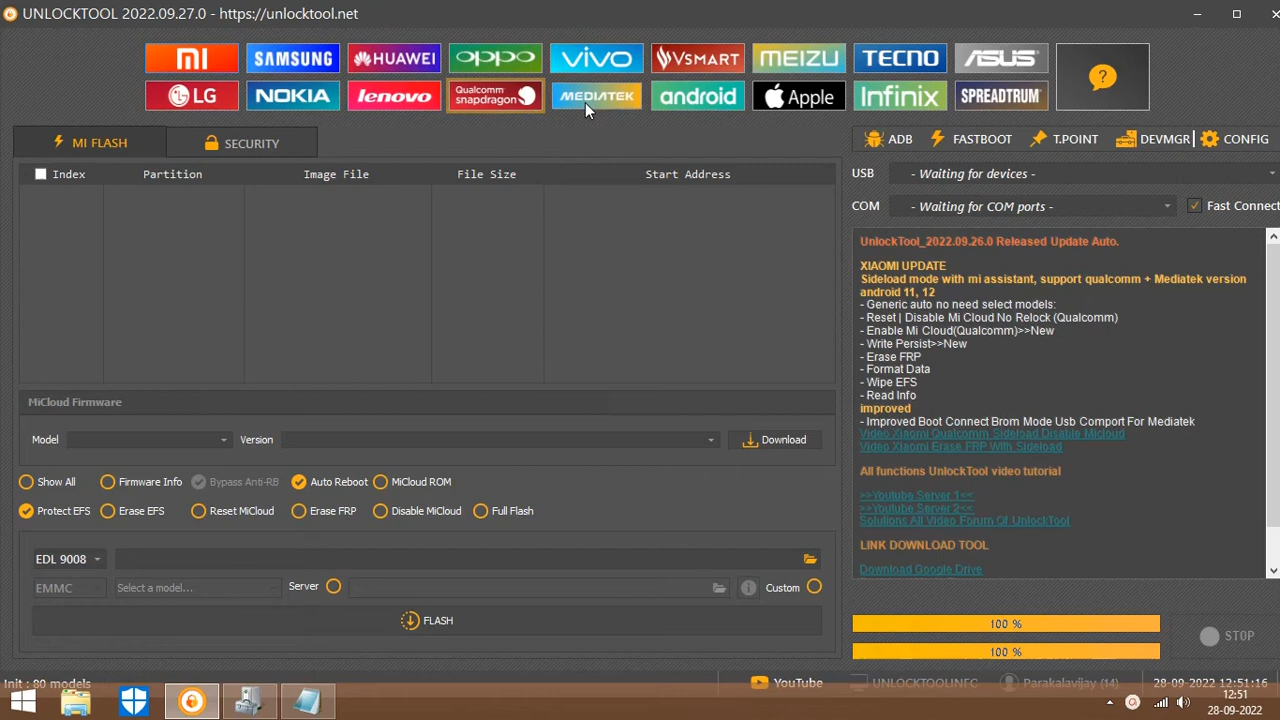 UNLOCKTOOL 2022.09.27.0 - https://unlocktool.net
mi SAMSUNG HUAWEI oppo vivo VSMART MEIZU TECNO ASUS
LG NOKIA lenovo Qualcomm snapdragon MEDIATEK android Apple Infinix SPREADTRUM ?
MI FLASH SECURITY
ADB FASTBOOT T.POINT DEVMGR CONFIG
Index Partition Image File File Size Start Address
USB - Waiting for devices -
COM - Waiting for COM ports - Fast Connect
UnlockTool_2022.09.26.0 Released Update Auto.
XIAOMI UPDATE
Sideload mode with mi assistant, support qualcomm + Mediatek version
android 11, 12
- Generic auto no need select models:
- Reset | Disable Mi Cloud No Relock (Qualcomm)
- Enable Mi Cloud(Qualcomm)>>New
- Write Persist>>New
- Erase FRP
- Format Data
- Wipe EFS
- Read Info
improved
- Improved Boot Connect Brom Mode Usb Comport For Mediatek
Video Xiaomi Qualcomm Sideload Disable Micloud
Video Xiaomi Erase FRP With Sideload
All functions UnlockTool video tutorial
>>Youtube Server 1<<
>>Youtube Server 2<<
Solutions All Video Forum Of UnlockTool
LINK DOWNLOAD TOOL
Download Google Drive
MiCloud Firmware
Model Version Download
Show All Firmware Info Bypass Anti-RB Auto Reboot MiCloud ROM
Protect EFS Erase EFS Reset MiCloud Erase FRP Disable MiCloud Full Flash
EDL 9008
EMMC Select a model... Server Custom
FLASH
100 %
100 %
STOP
Init : 80 models
YouTube UNLOCKTOOL\NFC Parakalavijay (14) 28-09-2022 12:51:16
12:51
28-09-2022